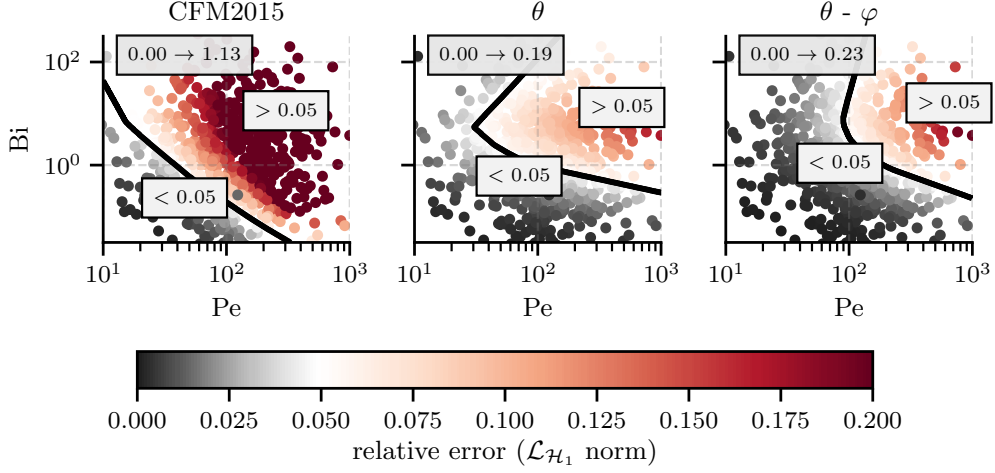 CFM2015
θ
θ - φ
Bi
10²
10⁰
0.00 → 1.13
> 0.05
< 0.05
0.00 → 0.19
> 0.05
< 0.05
0.00 → 0.23
> 0.05
< 0.05
10¹ 10² 10³
10¹ 10² 10³
10¹ 10² 10³
Pe
Pe
Pe
0.000 0.025 0.050 0.075 0.100 0.125 0.150 0.175 0.200
relative error (𝓛_𝓗₁ norm)